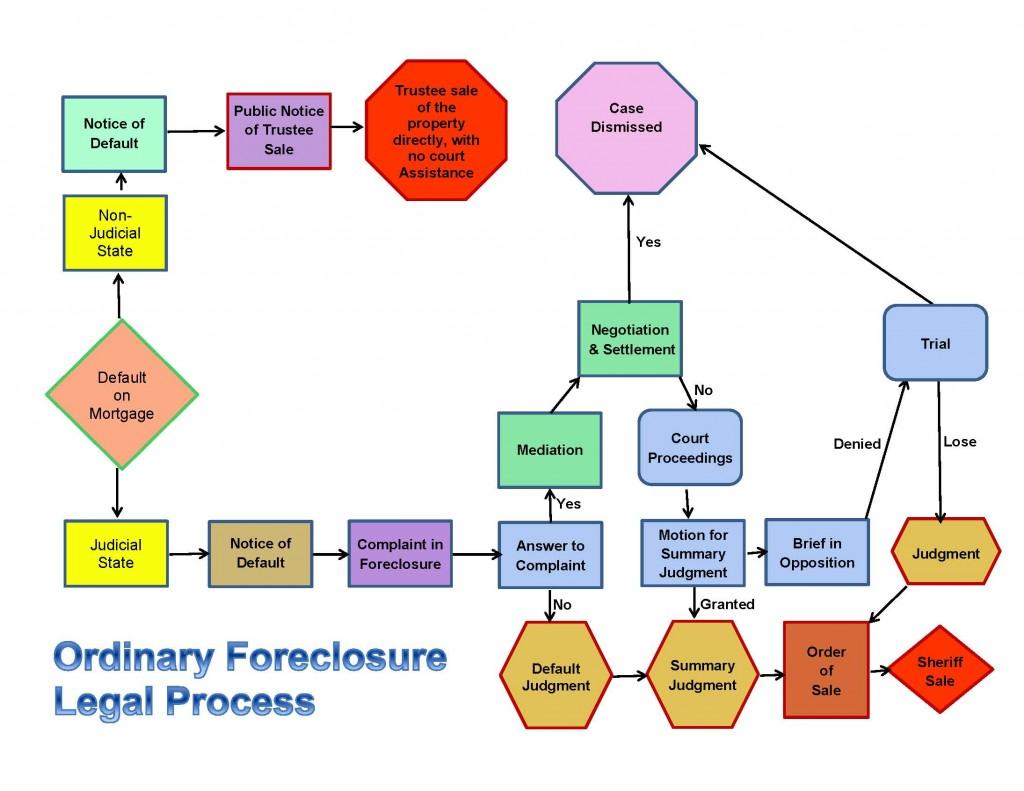 Notice of
Default
Public Notice
of Trustee
Sale
Trustee sale
of the
property
directly, with
no court
Assistance
Case
Dismissed
Non-
Judicial
State
Yes
Default
on
Mortgage
Negotiation
& Settlement
Trial
No
Mediation
Court
Proceedings
Denied
Lose
Yes
Judicial
State
Notice of
Default
Complaint in
Foreclosure
Answer to
Complaint
Motion for
Summary
Judgment
Brief in
Opposition
Judgment
No
Granted
Default
Judgment
Summary
Judgment
Order
of
Sale
Sheriff
Sale
Ordinary Foreclosure
Legal Process